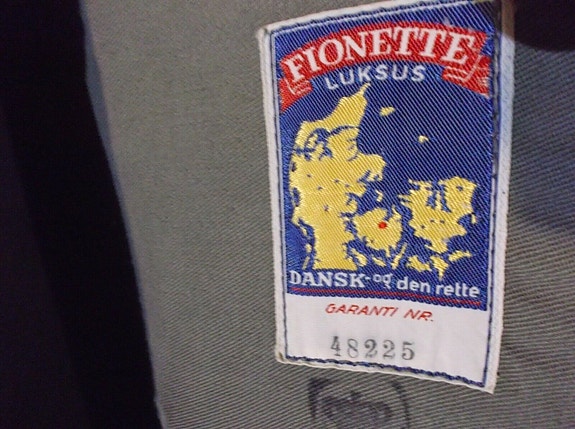 FIONETTE
LUKSUS
DANSK-og den rette
GARANTI NR.
48225